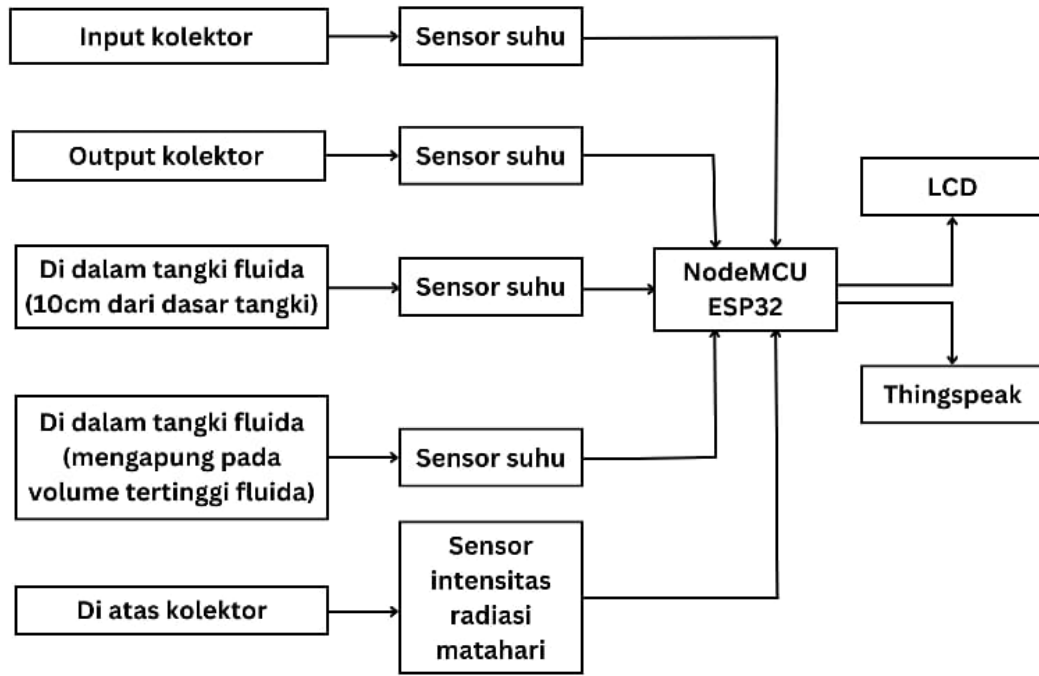 Input kolektor
Sensor suhu
Output kolektor
Sensor suhu
LCD
Di dalam tangki fluida
(10cm dari dasar tangki)
Sensor suhu
NodeMCU
ESP32
Thingspeak
Di dalam tangki fluida
(mengapung pada
volume tertinggi fluida)
Sensor suhu
Di atas kolektor
Sensor
intensitas
radiasi
matahari